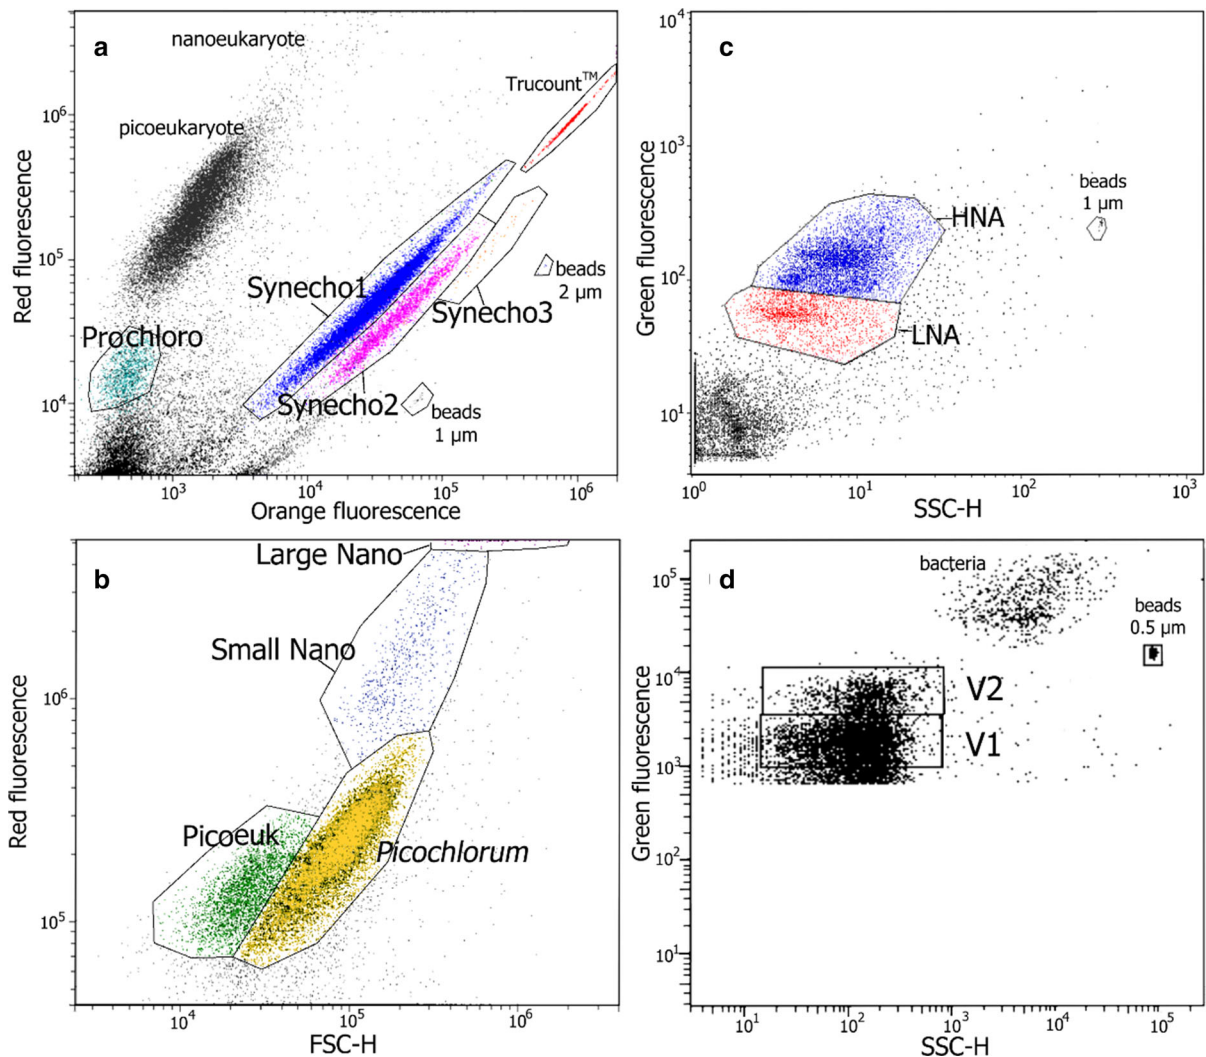 a
nanoeukaryote
picoeukaryote
Trucount™
Synecho1
Synecho2
Synecho3
Prochloro
beads
2 µm
beads
1 µm
10⁶
10⁵
10⁴
Red fluorescence
10³
10⁴
10⁵
10⁶
Orange fluorescence
c
HNA
LNA
beads
1 µm
10⁴
10³
10²
10¹
Green fluorescence
10⁰
10¹
10²
10³
SSC-H
b
Large Nano
Small Nano
Picoeuk
Picochlorum
10⁶
10⁵
Red fluorescence
10⁴
10⁵
10⁶
FSC-H
d
bacteria
beads
0.5 µm
V2
V1
10⁵
10⁴
10³
10²
10¹
Green fluorescence
10¹
10²
10³
10⁴
10⁵
SSC-H